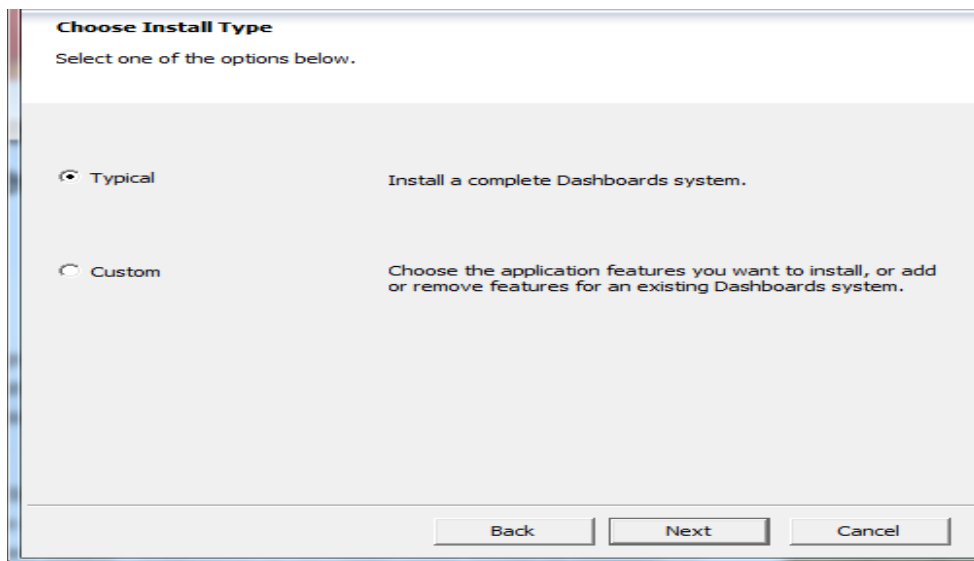 Choose Install Type
Select one of the options below.
Typical
Install a complete Dashboards system.
Custom
Choose the application features you want to install, or add
or remove features for an existing Dashboards system.
Back
Next
Cancel